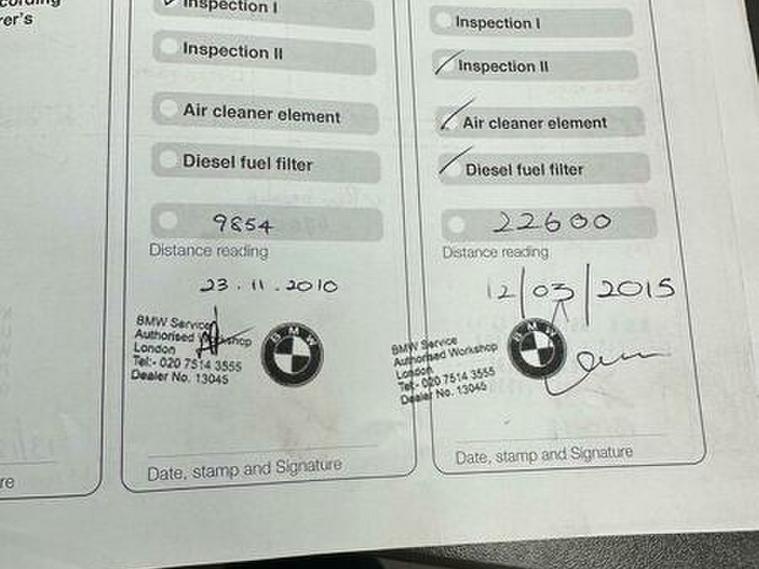 cording
rer's
Inspection I
Inspection II
Air cleaner element
Diesel fuel filter
9854
Distance reading
23.11.2010
BMW Service
Authorised Workshop
London
Tel:- 020 7514 3555
Dealer No. 13045
BMW
Date, stamp and Signature
Inspection I
Inspection II
Air cleaner element
Diesel fuel filter
22600
Distance reading
12/03/2015
BMW Service
Authorised Workshop
London
Tel:- 020 7514 3555
Dealer No. 13045
BMW
Date, stamp and Signature
re